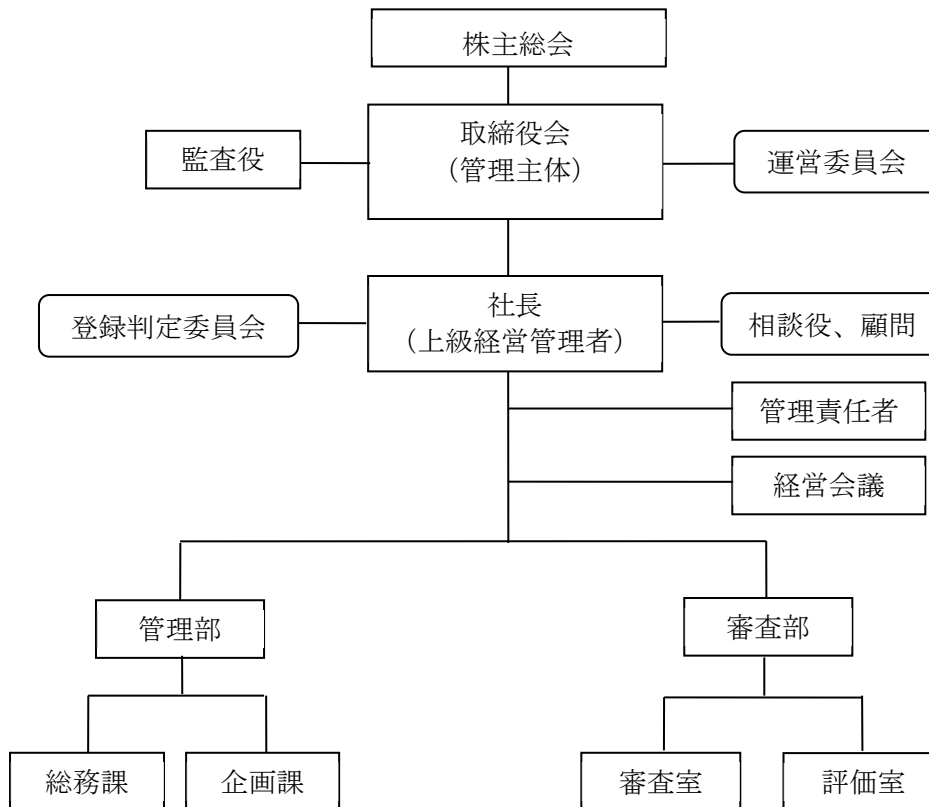 株主総会
取締役会
(管理主体)
監査役
運営委員会
社長
(上級経営管理者)
登録判定委員会
相談役、顧問
管理責任者
経営会議
管理部
審査部
総務課
企画課
審査室
評価室